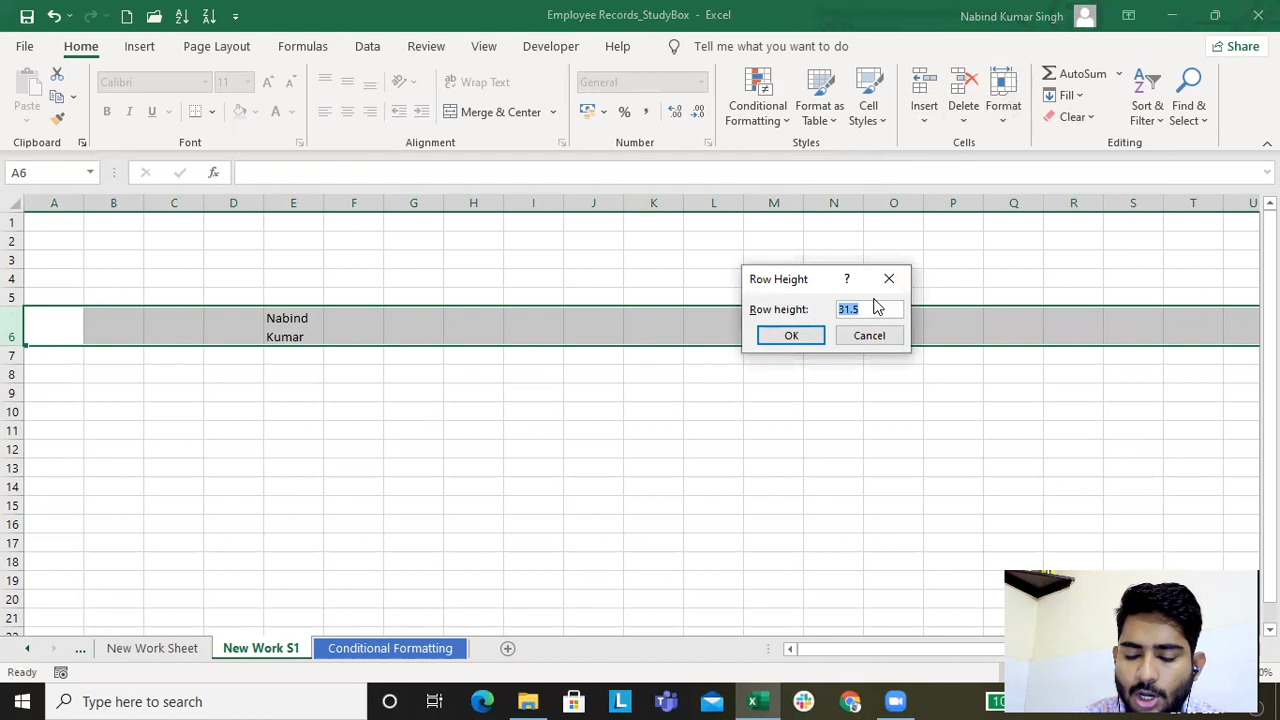 Employee Records_StudyBox - Excel
Nabind Kumar Singh
File Home Insert Page Layout Formulas Data Review View Developer Help Tell me what you want to do Share
Paste
Calibri 11
B I U
Wrap Text
Merge & Center
General
Conditional Formatting
Format as Table
Cell Styles
Insert
Delete
Format
AutoSum
Fill
Clear
Sort & Filter
Find & Select
Clipboard Font Alignment Number Styles Cells Editing
A6 fx
A B C D E F G H I J K L M N O P Q R S T U
1
2
3
4
5
6
Nabind
Kumar
7
8
9
10
11
12
13
14
15
16
17
18
19
20
21
Row Height ?
Row height: 31.5
OK Cancel
... New Work Sheet New Work S1 Conditional Formatting
Ready
Type here to search